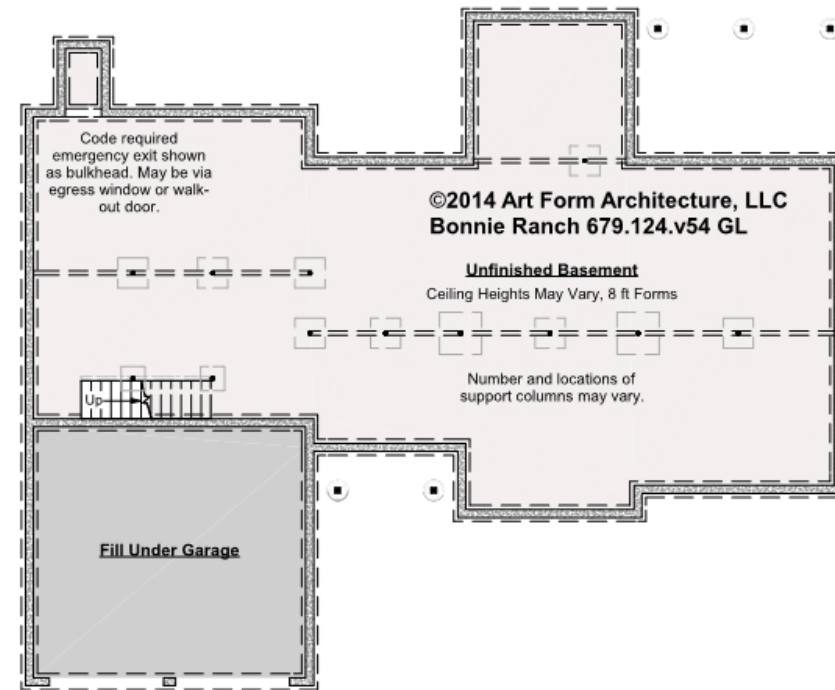 Code required
emergency exit shown
as bulkhead. May be via
egress window or walk-
out door.
©2014 Art Form Architecture, LLC
Bonnie Ranch 679.124.v54 GL
Unfinished Basement
Ceiling Heights May Vary, 8 ft Forms
Number and locations of
support columns may vary.
Up
Fill Under Garage